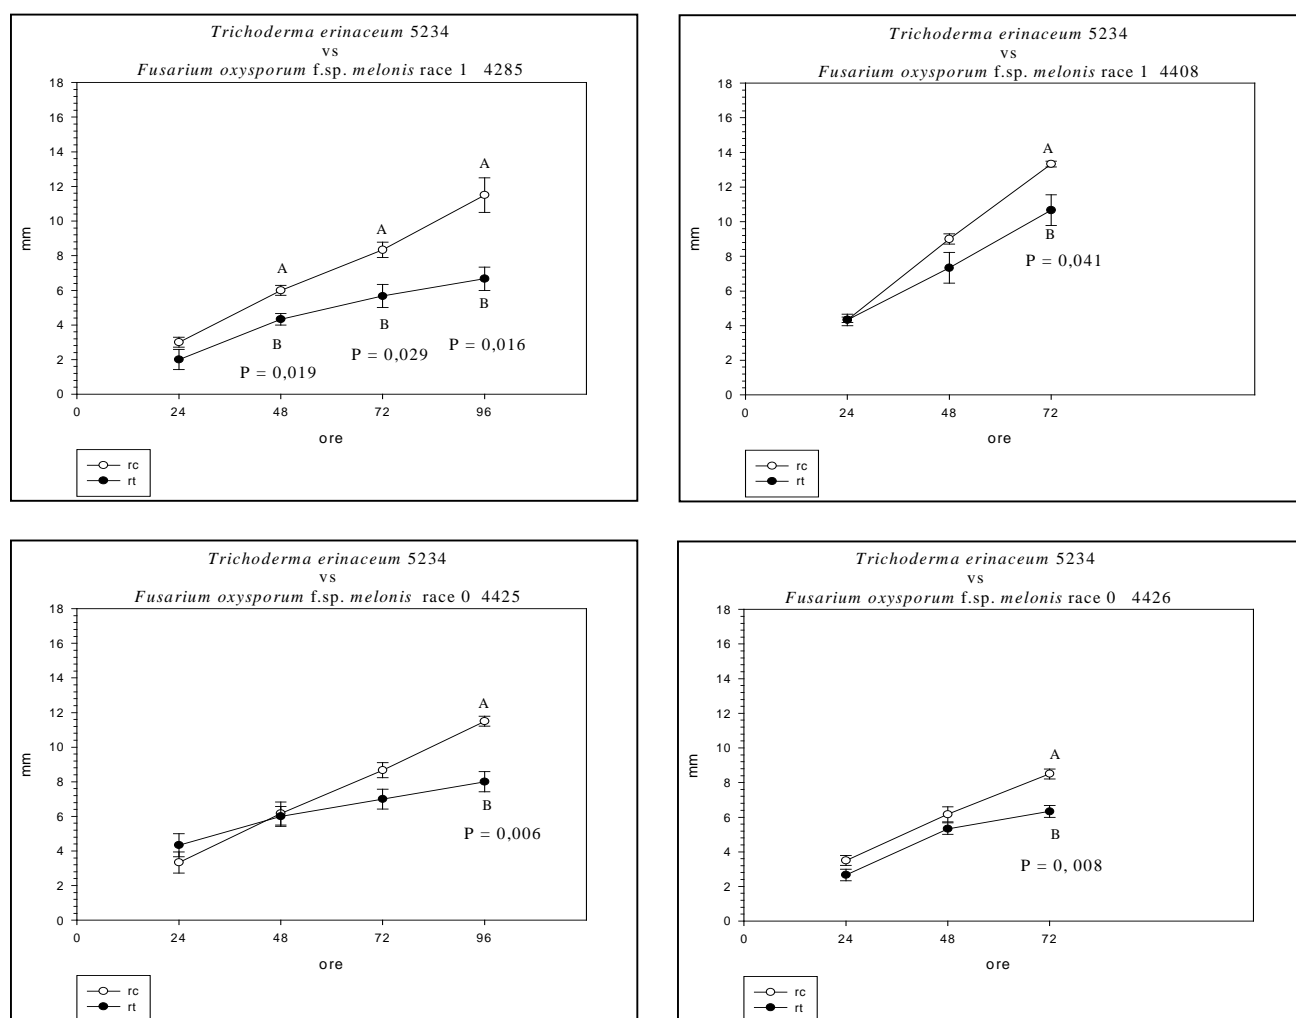 Trichoderma erinaceum 5234
vs
Fusarium oxysporum f.sp. melonis race 1 4285
18
16
14
12
10
8
6
4
2
0
mm
A
A
A
B
B
B
P = 0,019
P = 0,029
P = 0,016
0
24
48
72
96
ore
rc
rt
Trichoderma erinaceum 5234
vs
Fusarium oxysporum f.sp. melonis race 1 4408
18
16
14
12
10
8
6
4
2
0
mm
A
B
P = 0,041
0
24
48
72
ore
rc
rt
Trichoderma erinaceum 5234
vs
Fusarium oxysporum f.sp. melonis race 0 4425
18
16
14
12
10
8
6
4
2
0
mm
A
B
P = 0,006
0
24
48
72
96
ore
rc
rt
Trichoderma erinaceum 5234
vs
Fusarium oxysporum f.sp. melonis race 0 4426
18
16
14
12
10
8
6
4
2
0
mm
A
B
P = 0, 008
0
24
48
72
ore
rc
rt